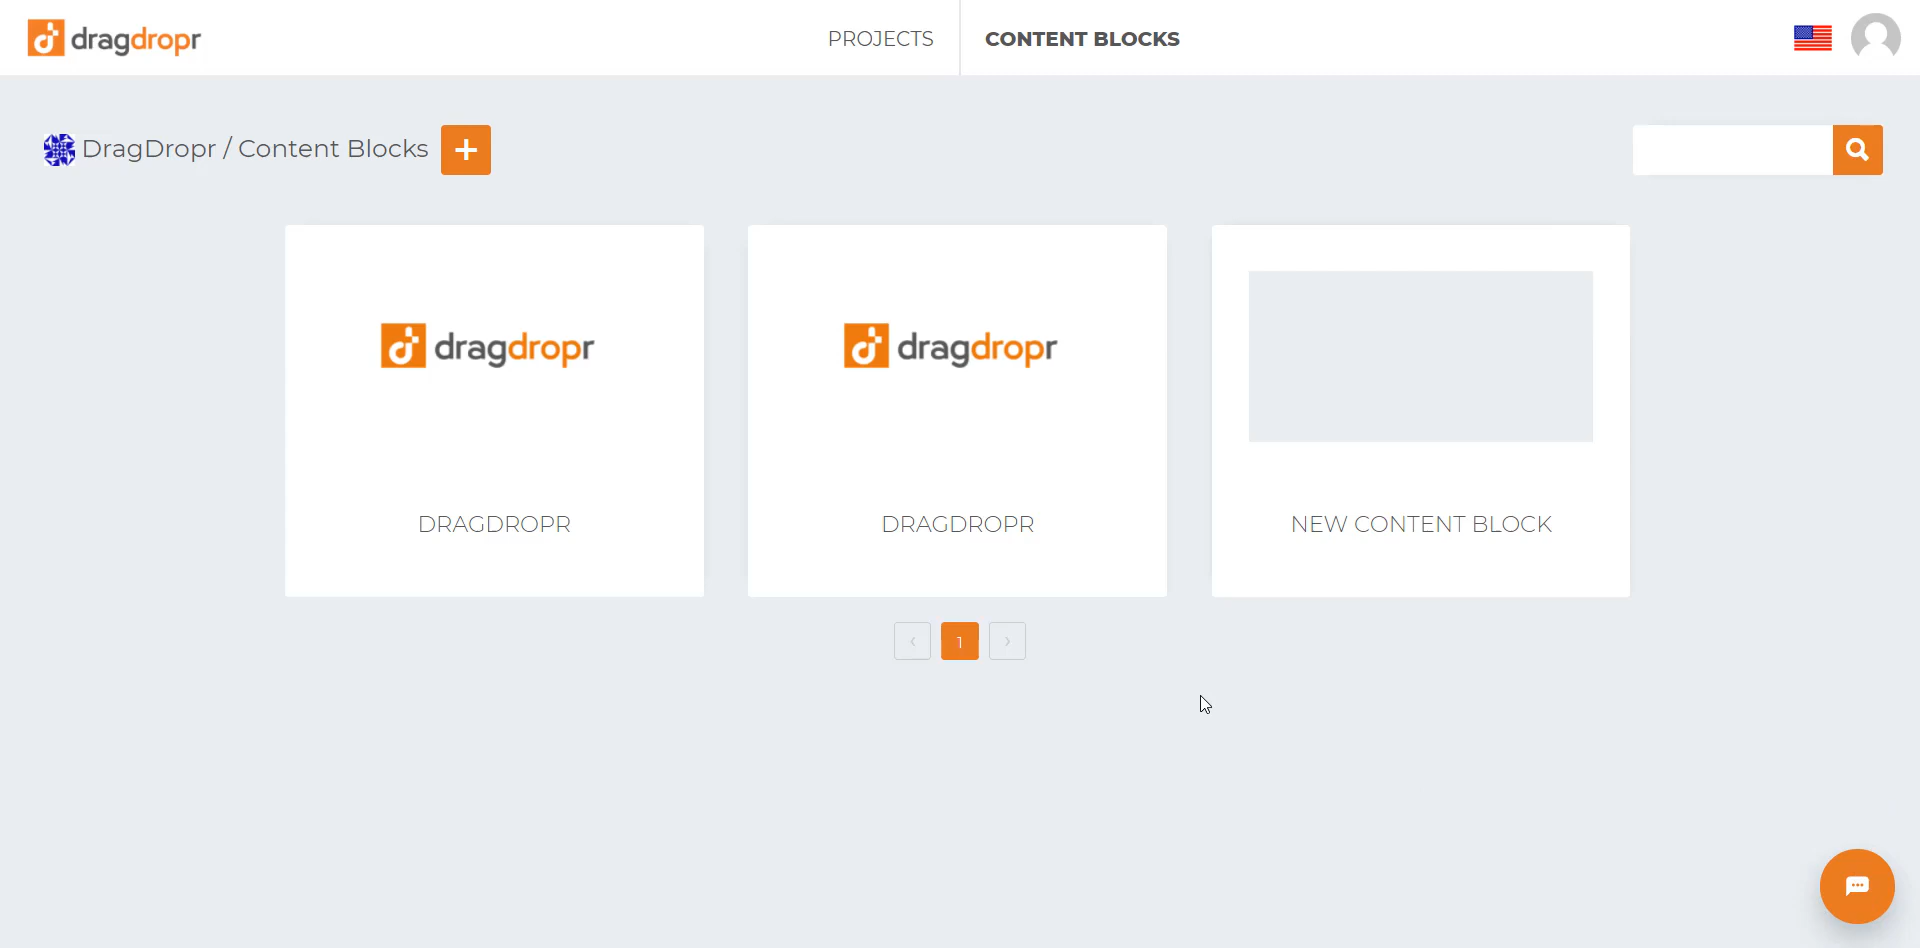 dragdropr
PROJECTS
CONTENT BLOCKS
DragDropr / Content Blocks
dragdropr
DRAGDROPR
dragdropr
DRAGDROPR
NEW CONTENT BLOCK
‹ 1 ›